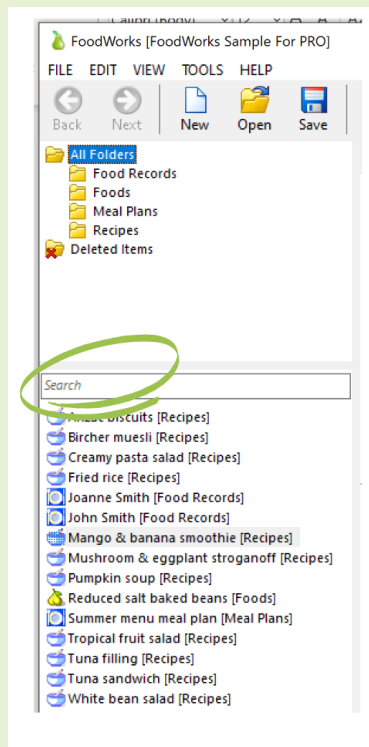 FoodWorks [FoodWorks Sample For PRO]
FILE EDIT VIEW TOOLS HELP
Back Next New Open Save
All Folders
Food Records
Foods
Meal Plans
Recipes
Deleted Items
Search
Anzac biscuits [Recipes]
Bircher muesli [Recipes]
Creamy pasta salad [Recipes]
Fried rice [Recipes]
Joanne Smith [Food Records]
John Smith [Food Records]
Mango & banana smoothie [Recipes]
Mushroom & eggplant stroganoff [Recipes]
Pumpkin soup [Recipes]
Reduced salt baked beans [Foods]
Summer menu meal plan [Meal Plans]
Tropical fruit salad [Recipes]
Tuna filling [Recipes]
Tuna sandwich [Recipes]
White bean salad [Recipes]